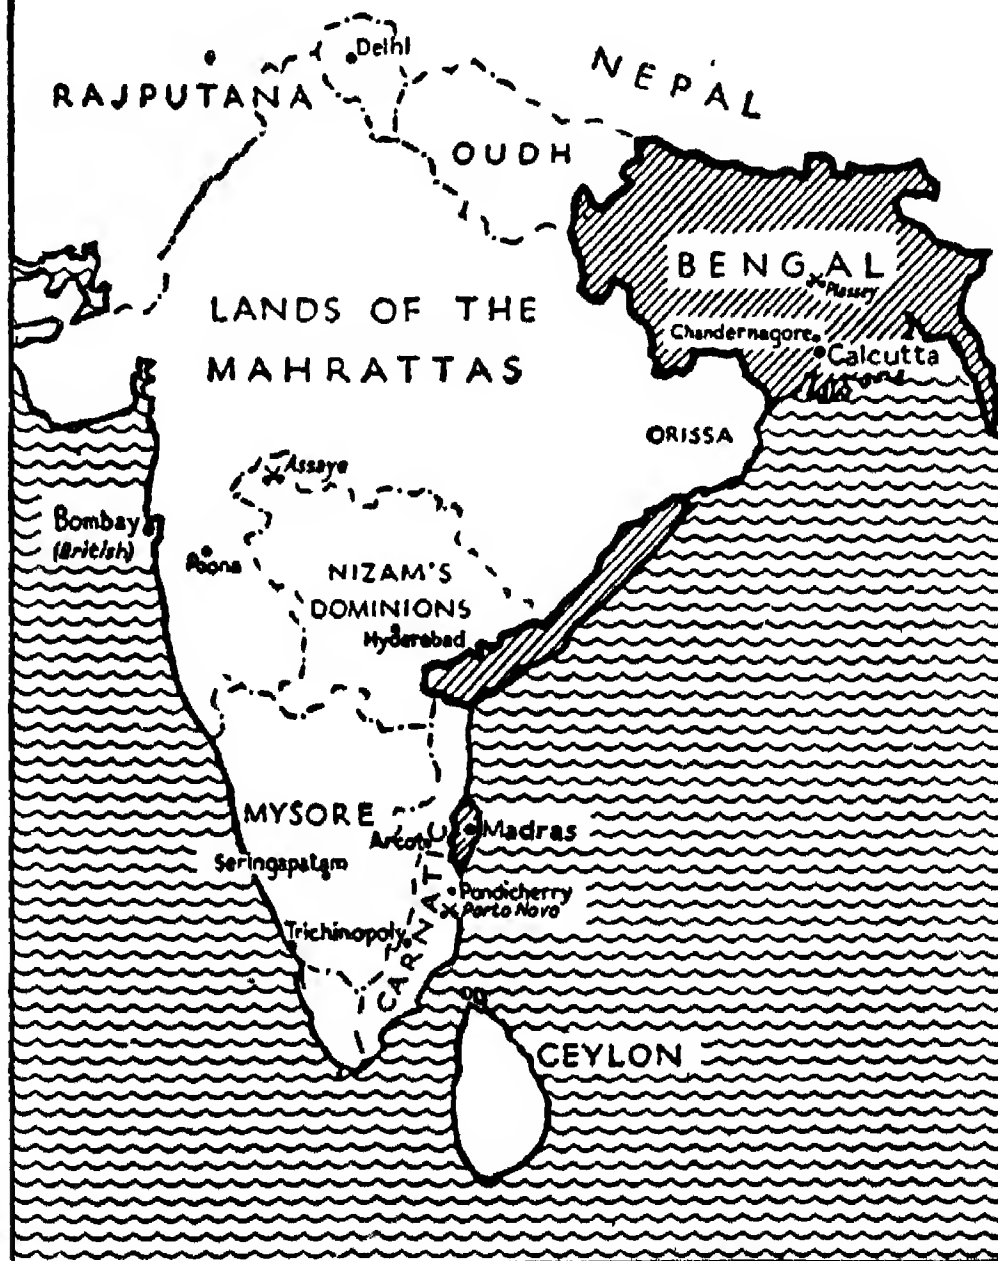 Delhi
NEPAL
RAJPUTANA
OUDH
BENGAL
Plassey
LANDS OF THE
MAHRATTAS
Chandernagore
Calcutta
ORISSA
Assaye
Bombay
(British)
Poona
NIZAM'S
DOMINIONS
Hyderabad
MYSORE
Arcot
Madras
Seringapatam
CARNATIC
Pondicherry
Porto Novo
Trichinopoly
CEYLON